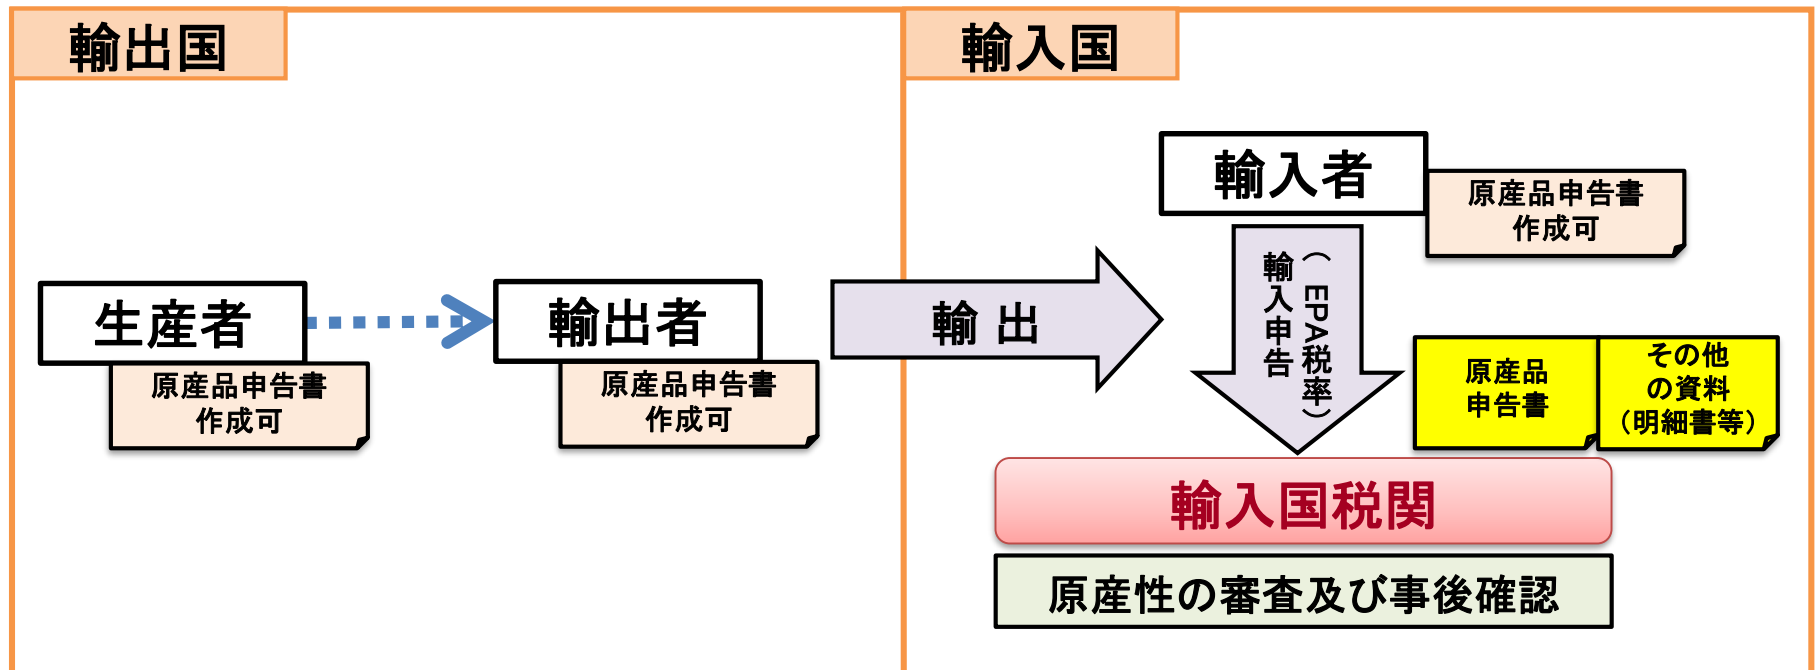 輸出国
生産者
原産品申告書
作成可
輸出者
原産品申告書
作成可
輸 出
輸入国
輸入者
原産品申告書
作成可
輸入申告
（EPA税率）
原産品
申告書
その他
の資料
（明細書等）
輸入国税関
原産性の審査及び事後確認